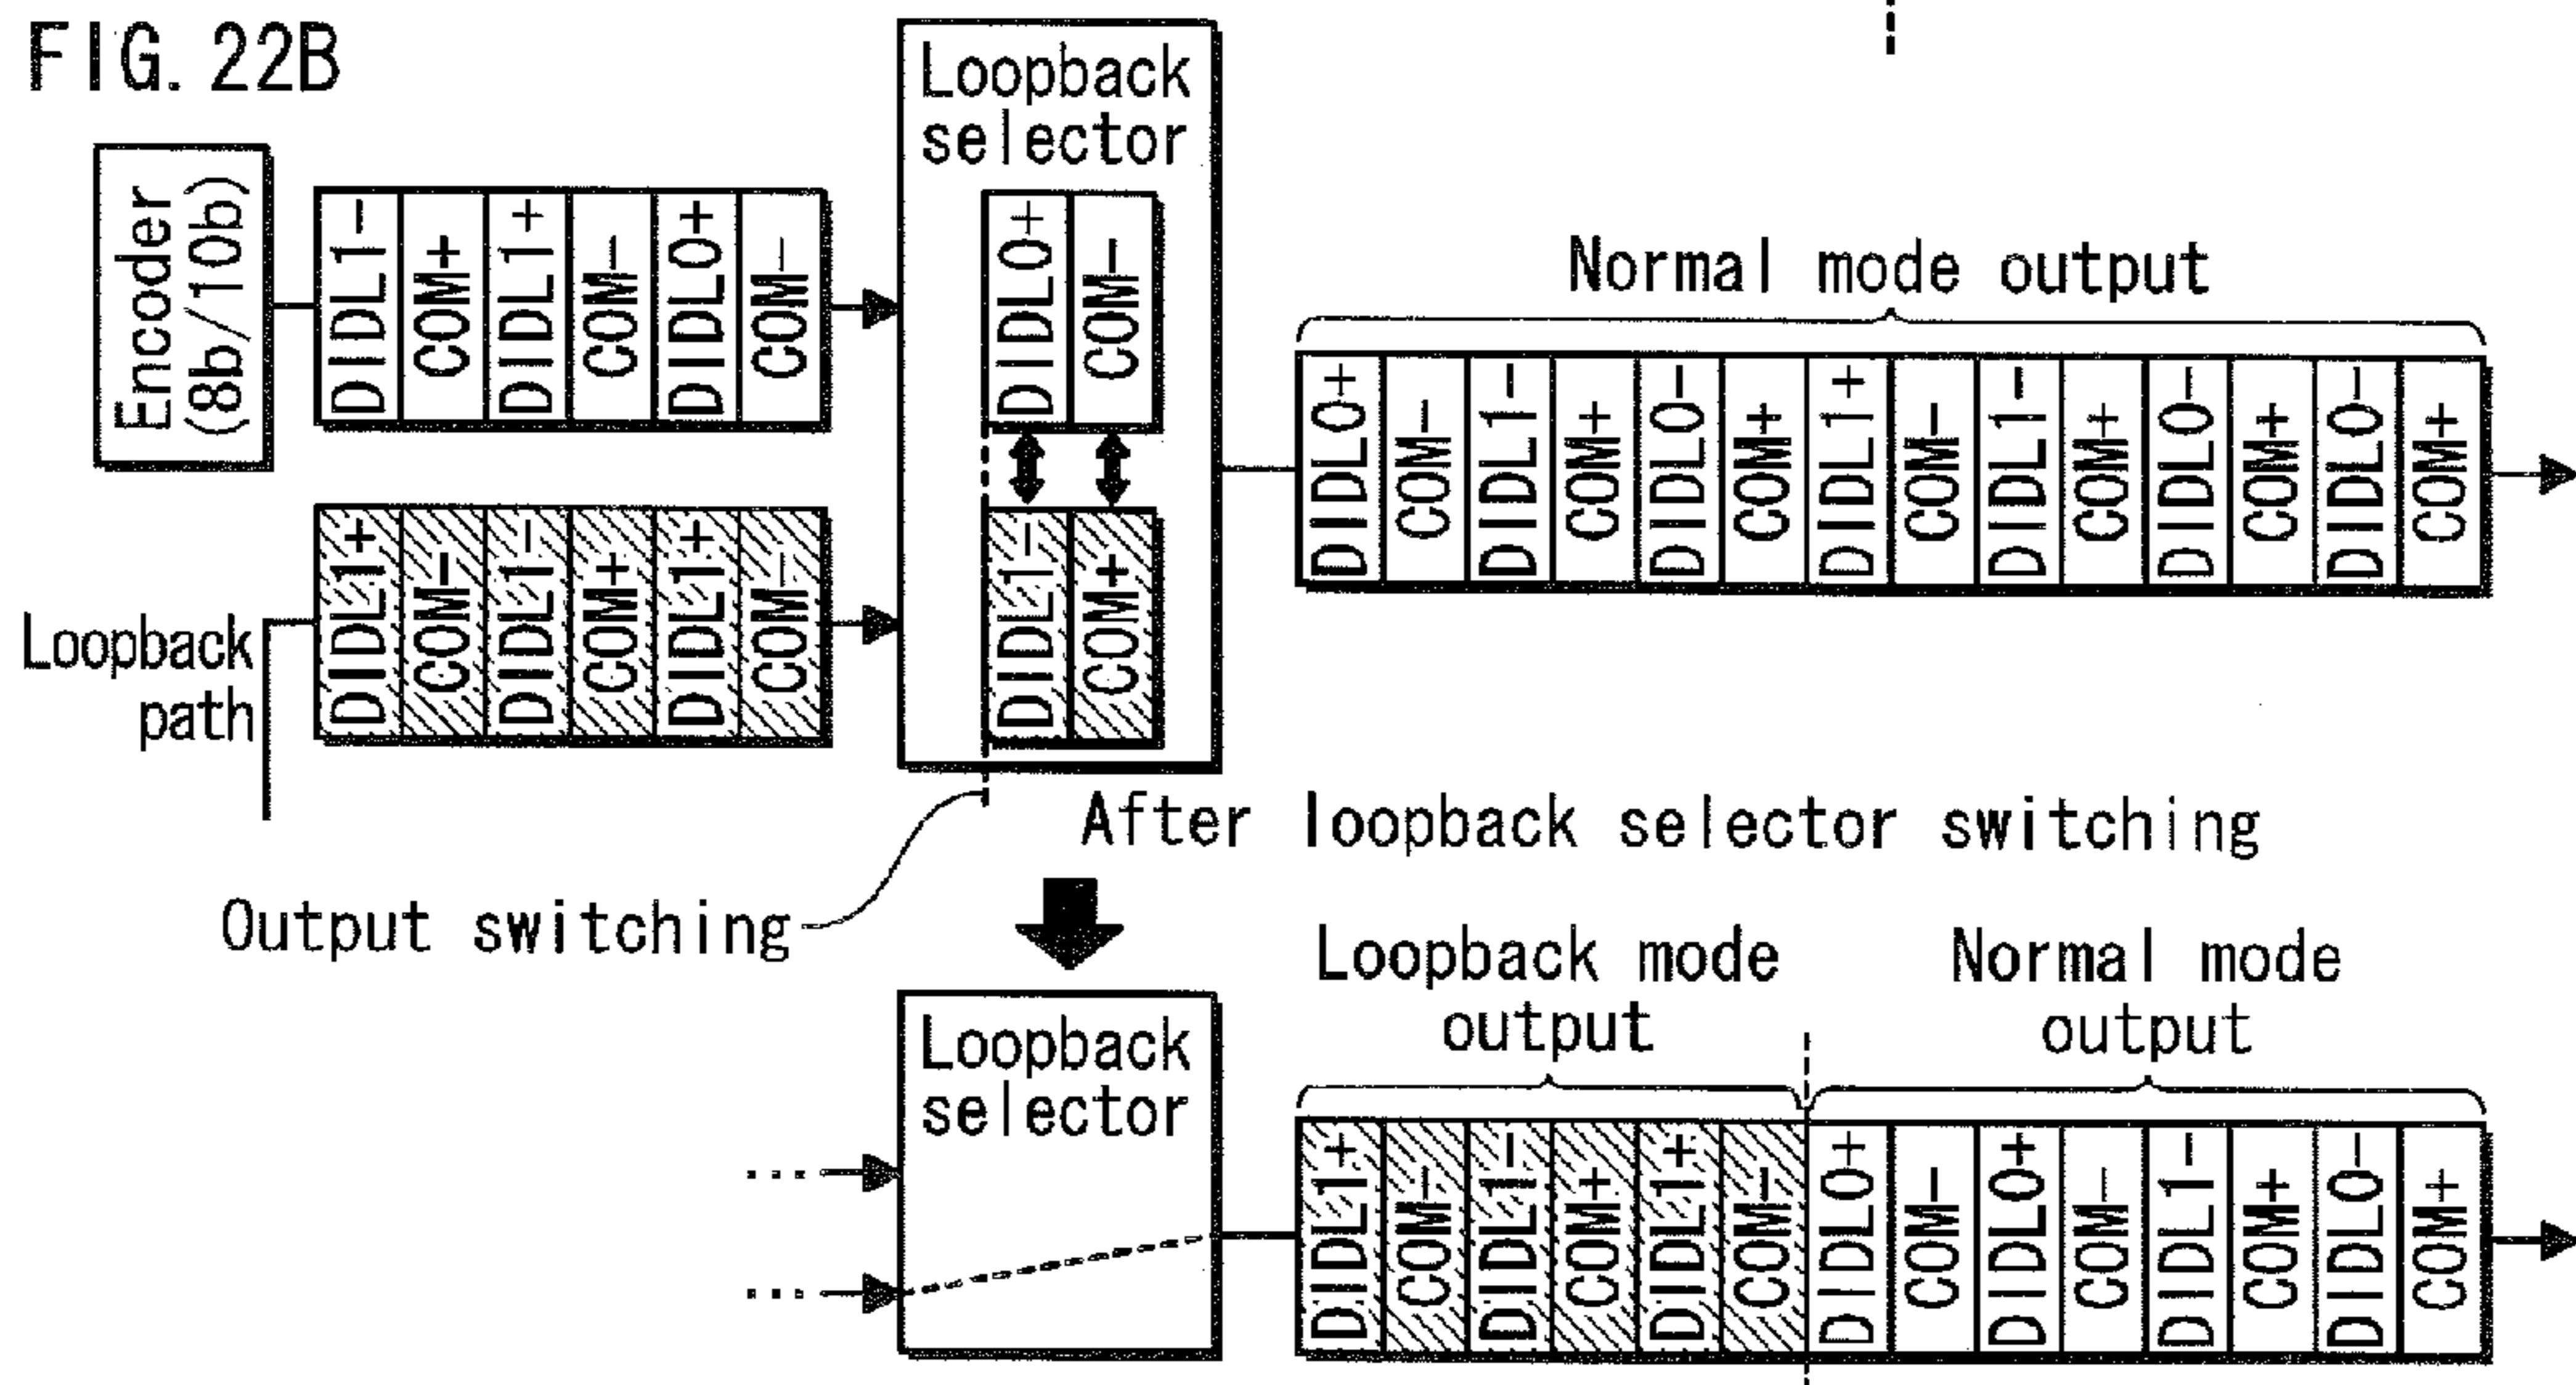 FIG. 22B
Loopback
selector
Encoder
(8b/10b)
DIDL1- COM+ DIDL1+ COM- DIDL0+ COM-
DIDL0+ COM-
Normal mode output
DIDL0+ COM- DIDL1- COM+ DIDL0- COM+ DIDL1+ COM- DIDL1- COM+ DIDL0- COM+ DIDL0- COM+
Loopback
path
DIDL1+ COM- DIDL1- COM+ DIDL1+ COM-
DIDL1- COM+
After loopback selector switching
Output switching
Loopback mode
output
Normal mode
output
Loopback
selector
... 
...
DIDL1+ COM- DIDL1- COM+ DIDL1+ COM- DIDL0+ COM- DIDL0+ COM- DIDL1- COM+ DIDL0- COM+